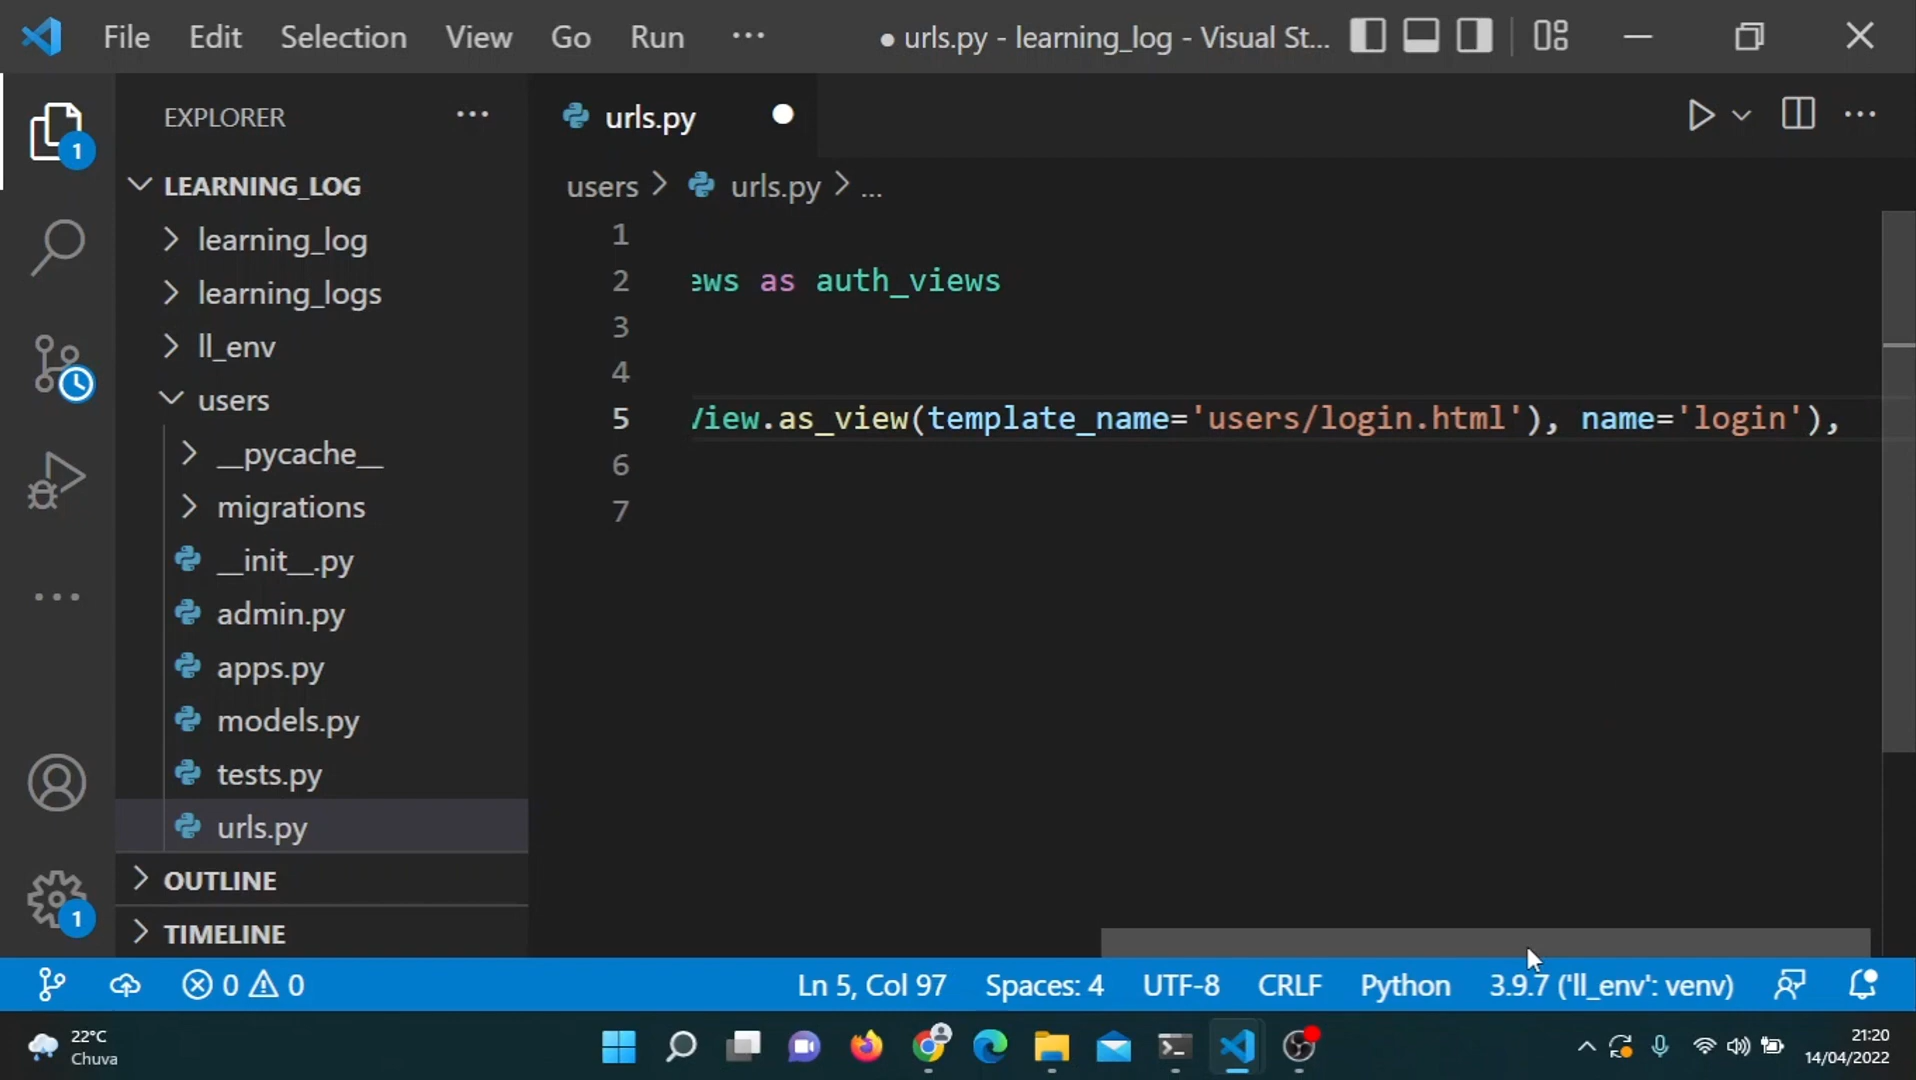 File Edit Selection View Go Run ···
● urls.py - learning_log - Visual St...
1
EXPLORER ···
LEARNING_LOG
learning_log
learning_logs
ll_env
users
__pycache__
migrations
__init__.py
admin.py
apps.py
models.py
tests.py
urls.py
OUTLINE
TIMELINE
1
urls.py
users > urls.py > ...
1
2 ews as auth_views
3
4
5 View.as_view(template_name='users/login.html'), name='login'),
6
7
0 0
Ln 5, Col 97 Spaces: 4 UTF-8 CRLF Python 3.9.7 ('ll_env': venv)
22°C
Chuva
21:20
14/04/2022